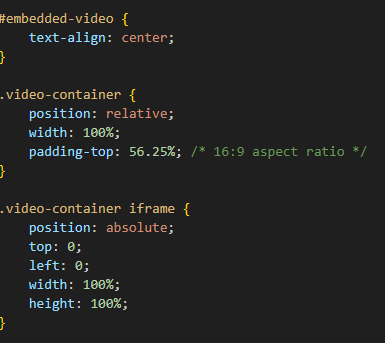 #embedded-video {
    text-align: center;
}

.video-container {
    position: relative;
    width: 100%;
    padding-top: 56.25%; /* 16:9 aspect ratio */
}

.video-container iframe {
    position: absolute;
    top: 0;
    left: 0;
    width: 100%;
    height: 100%;
}